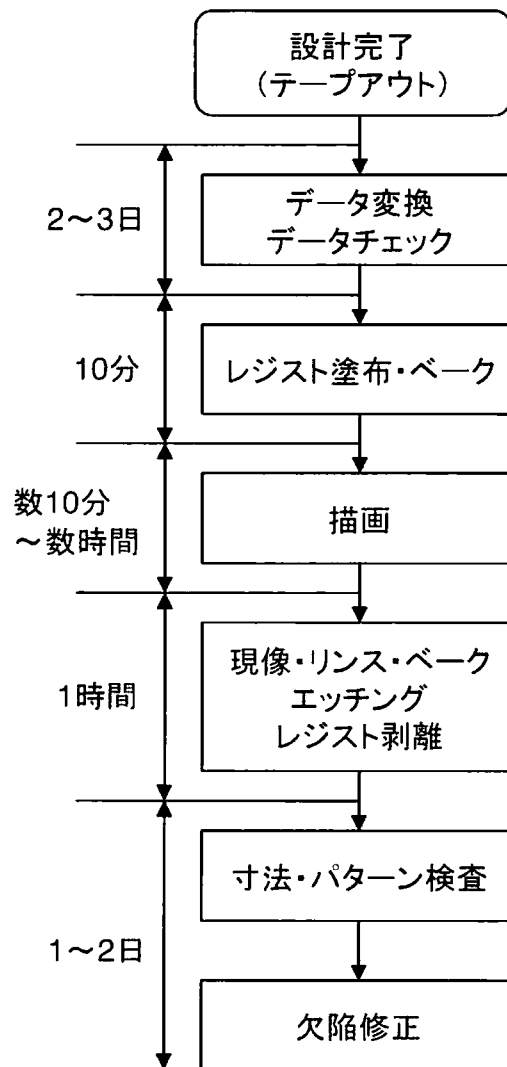 設計完了
(テープアウト)
2～3日
データ変換
データチェック
10分
レジスト塗布・ベーク
数10分
～数時間
描画
1時間
現像・リンス・ベーク
エッチング
レジスト剥離
1～2日
寸法・パターン検査
欠陥修正